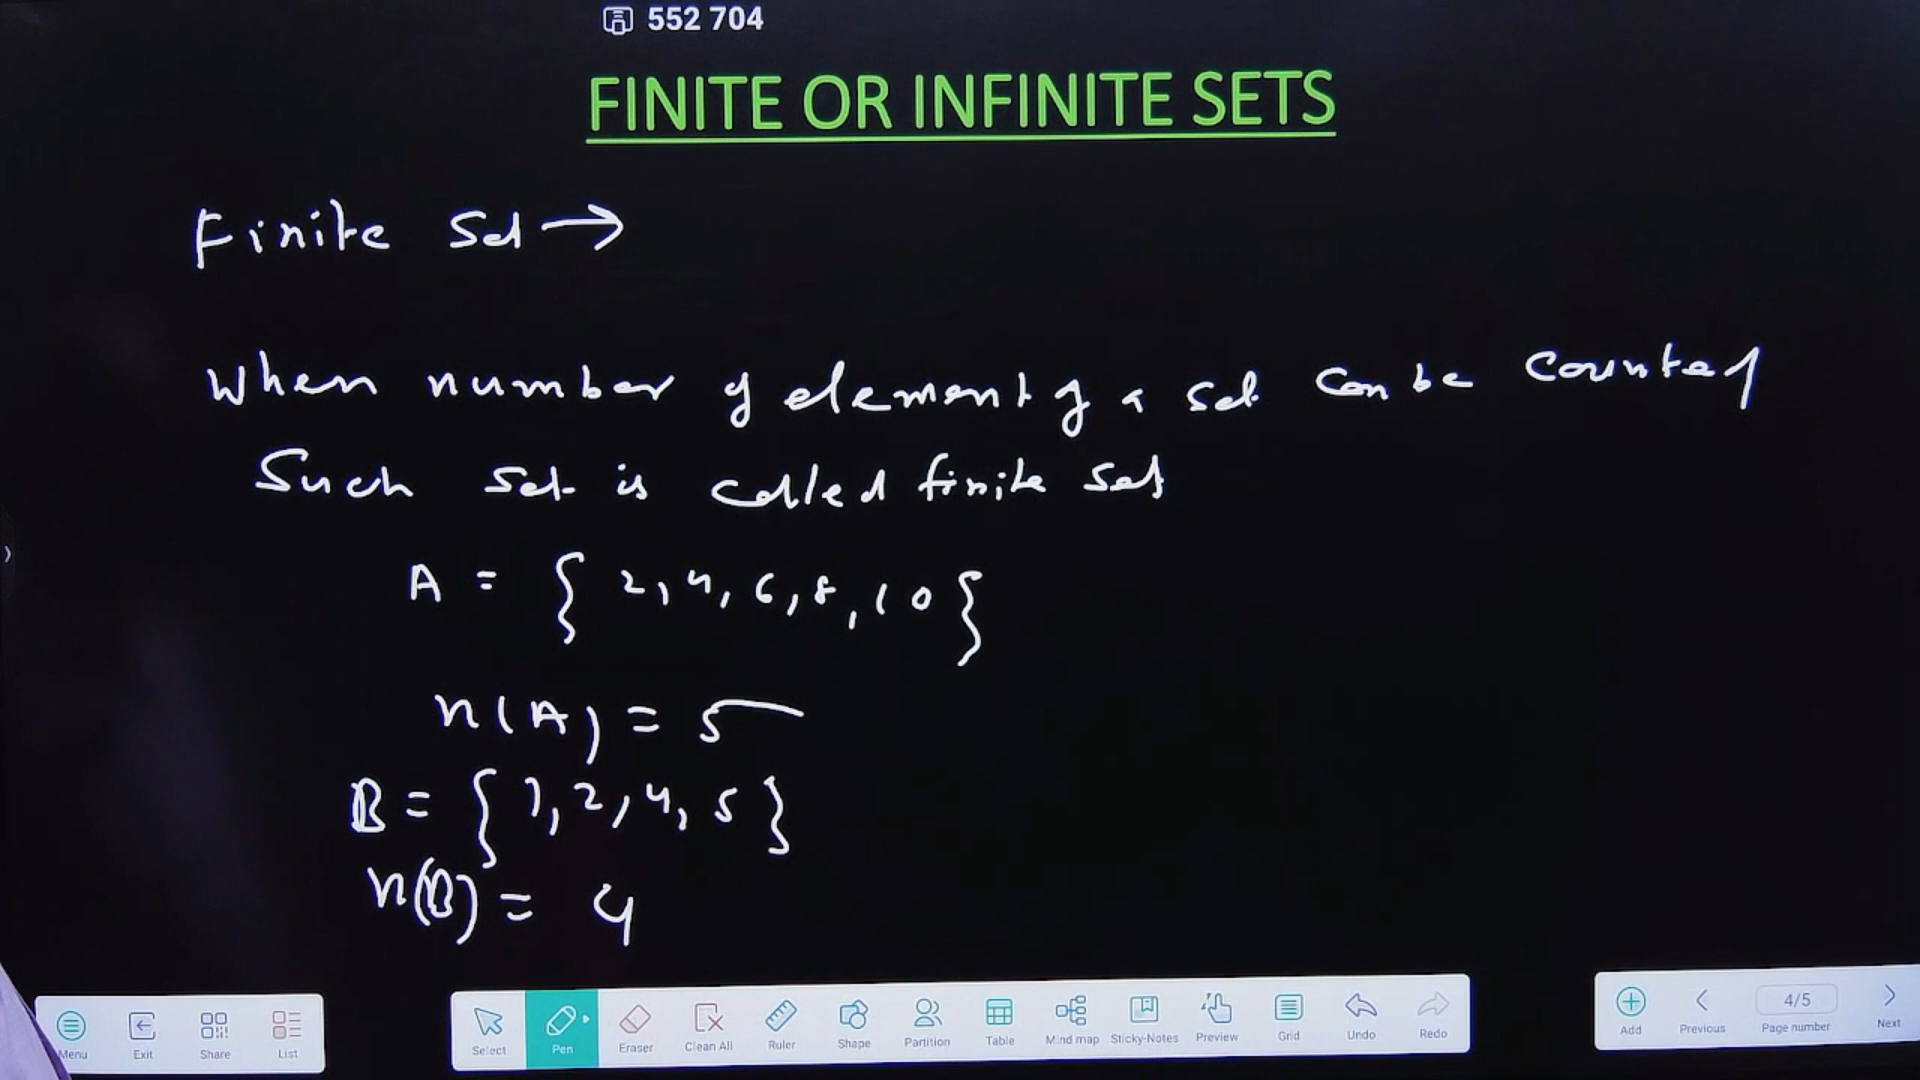 552 704
FINITE OR INFINITE SETS
Finite Set →
When number of element of a set can be counted
Such set is called finite set
A = { 2, 4, 6, 8, 10 }
n(A) = 5
B = { 1, 2, 4, 5 }
n(B) = 4
Menu Exit Share List Select Pen Eraser Clean All Ruler Shape Partition Table Mind map Sticky-Notes Preview Grid Undo Redo Add Previous 4/5 Page number Next